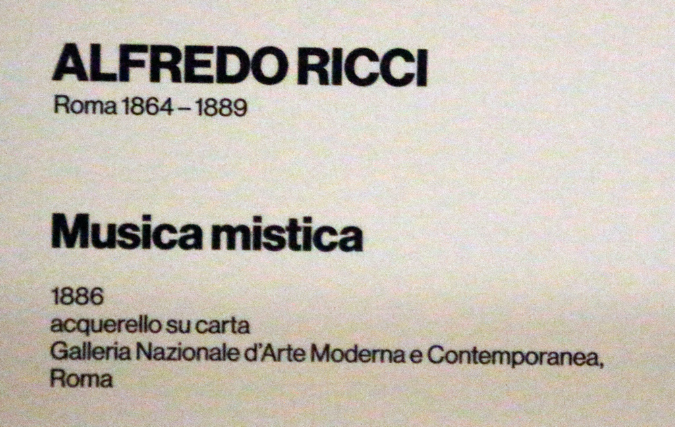 ALFREDO RICCI
Roma 1864 – 1889
Musica mistica
1886
acquerello su carta
Galleria Nazionale d'Arte Moderna e Contemporanea,
Roma